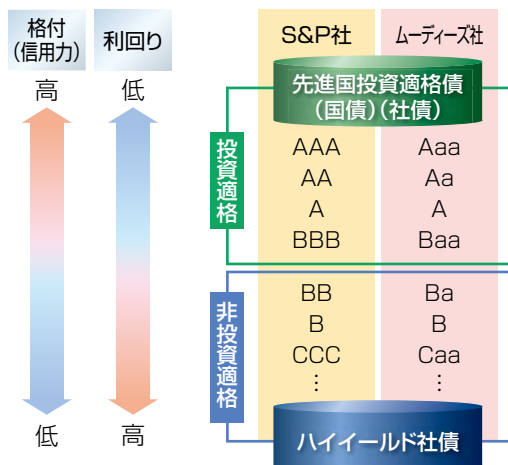 格付
(信用力)
利回り
高
低
低
高
S&P社
ムーディーズ社
先進国投資適格債
(国債)(社債)
投資適格
AAA
Aaa
AA
Aa
A
A
BBB
Baa
非投資適格
BB
Ba
B
B
CCC
Caa
⋮
⋮
ハイイールド社債